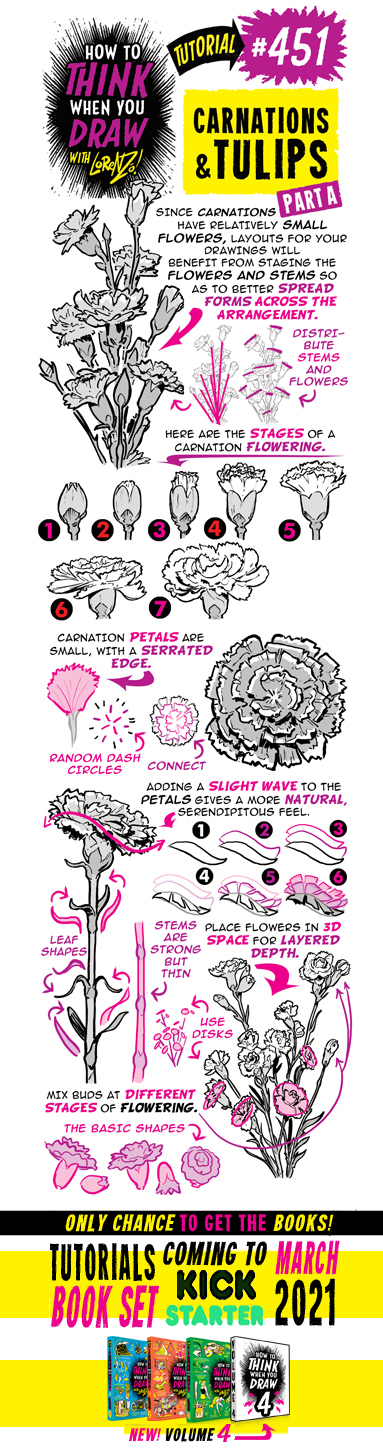 HOW TO
THINK
WHEN YOU
DRAW
WITH LORENZO!
TUTORIAL
#451
CARNATIONS
& TULIPS
PART A
SINCE CARNATIONS
HAVE RELATIVELY SMALL
FLOWERS, LAYOUTS FOR YOUR
DRAWINGS WILL
BENEFIT FROM STAGING THE
FLOWERS AND STEMS SO
AS TO BETTER SPREAD
FORMS ACROSS THE
ARRANGEMENT.
DISTRI-
BUTE
STEMS
AND
FLOWERS
HERE ARE THE STAGES OF A
CARNATION FLOWERING.
1 2 3 4 5
6 7
CARNATION PETALS ARE
SMALL, WITH A SERRATED
EDGE.
RANDOM DASH
CIRCLES
CONNECT
ADDING A SLIGHT WAVE TO THE
PETALS GIVES A MORE NATURAL,
SERENDIPITOUS FEEL.
1 2 3
4 5 6
LEAF
SHAPES
STEMS
ARE
STRONG
BUT
THIN
PLACE FLOWERS IN 3D
SPACE FOR LAYERED
DEPTH.
USE
DISKS
MIX BUDS AT DIFFERENT
STAGES OF FLOWERING.
THE BASIC SHAPES
ONLY CHANCE TO GET THE BOOKS!
TUTORIALS
BOOK SET
COMING TO
KICK
STARTER
MARCH
2021
HOW TO
THINK
WHEN YOU
DRAW
4
NEW! VOLUME 4